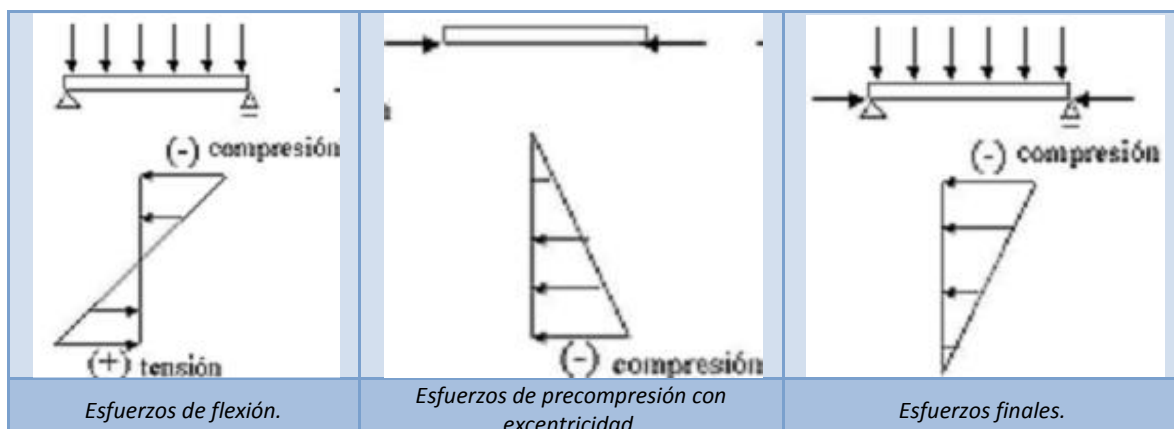 (-) compresión
(+) tensión
Esfuerzos de flexión.
(-) compresión
Esfuerzos de precompresión con
excentricidad
(-) compresión
Esfuerzos finales.